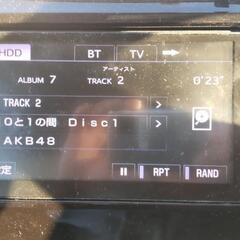 HDD BT TV
アーティスト
ALBUM 7 TRACK 2 0'23"
TRACK 2 >
0と1の間 Disc1 >
AKB48
定 RPT RAND